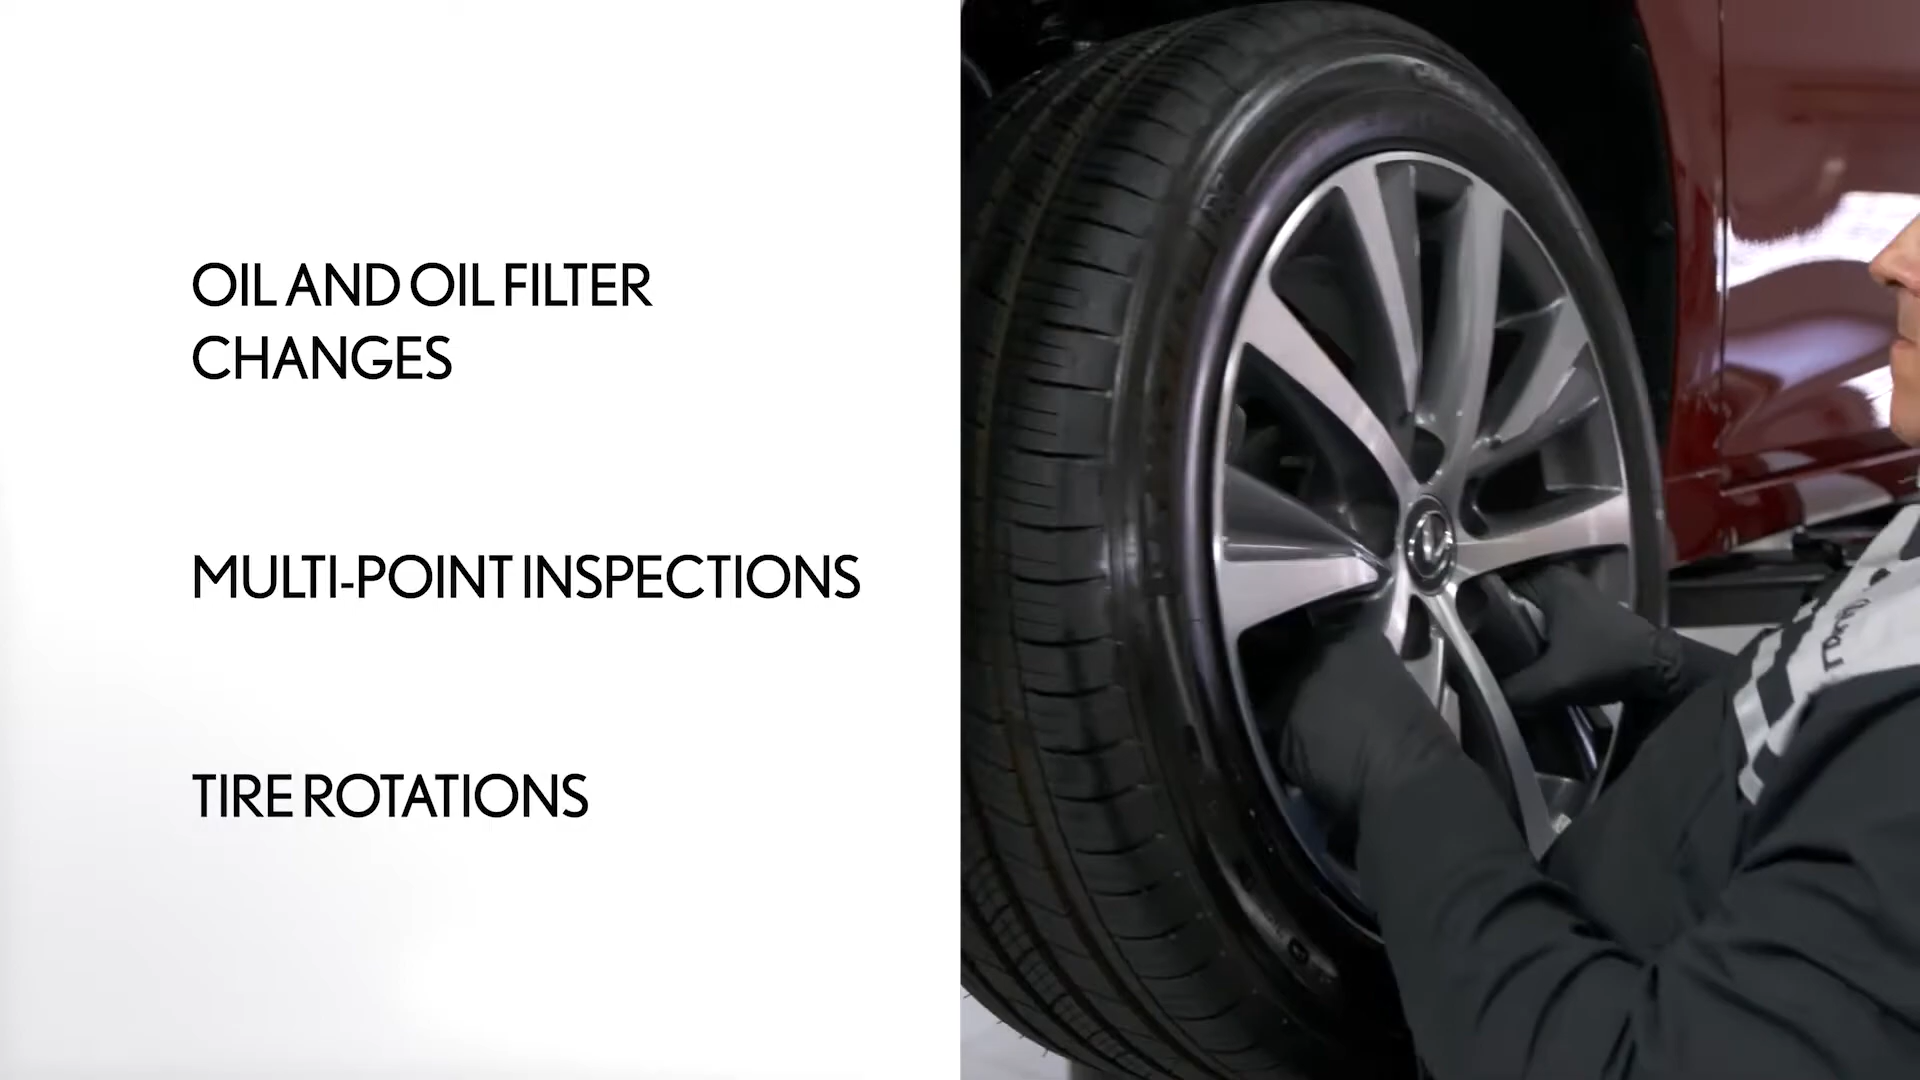 OIL AND OIL FILTER
CHANGES
MULTI-POINT INSPECTIONS
TIRE ROTATIONS